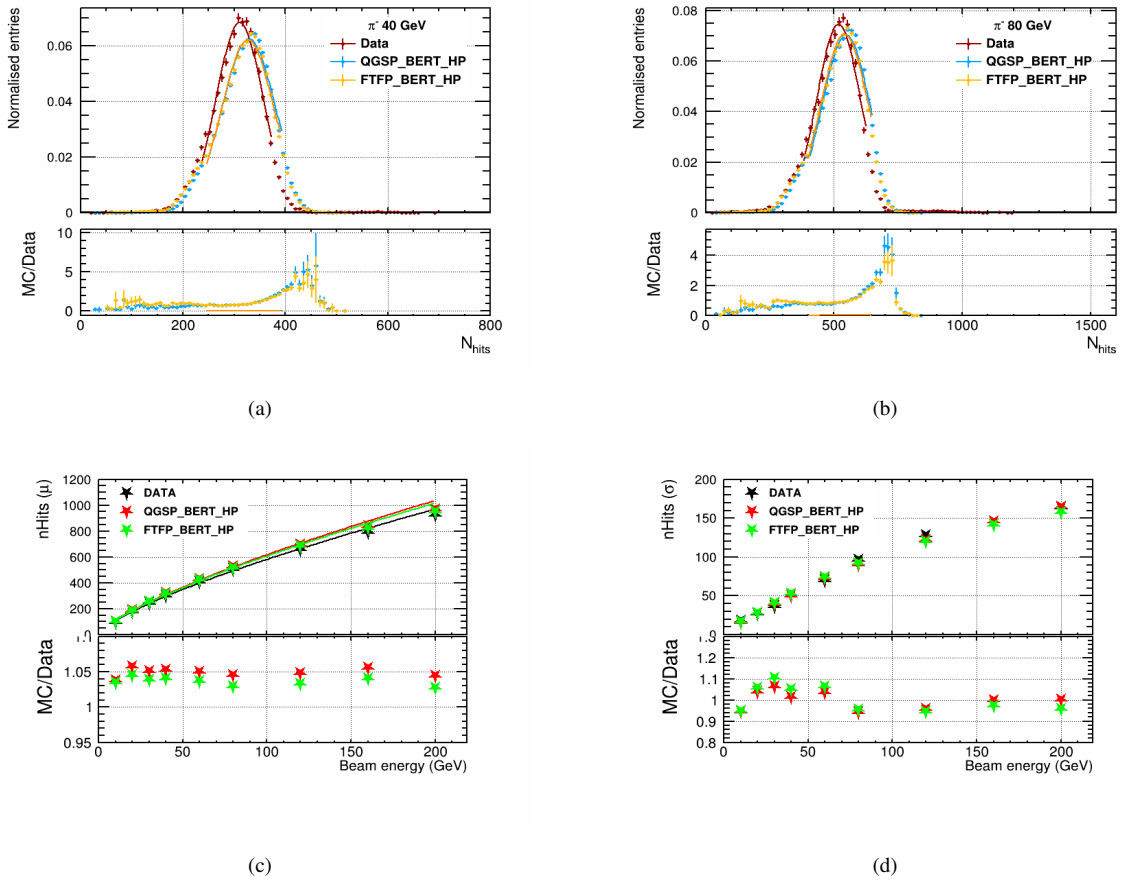 π⁻ 40 GeV
Data
QGSP_BERT_HP
FTFP_BERT_HP
Normalised entries
0.06
0.04
0.02
0
MC/Data
10
5
0
0 200 400 600 800
N_hits
(a)
π⁻ 80 GeV
Data
QGSP_BERT_HP
FTFP_BERT_HP
Normalised entries
0.08
0.06
0.04
0.02
0
MC/Data
4
2
0
0 500 1000 1500
N_hits
(b)
nHits (μ)
1200
1000
800
600
400
200
0
DATA
QGSP_BERT_HP
FTFP_BERT_HP
MC/Data
1.05
1
0.95
0 50 100 150 200
Beam energy (GeV)
(c)
nHits (σ)
200
150
100
50
DATA
QGSP_BERT_HP
FTFP_BERT_HP
MC/Data
1.2
1.1
1
0.9
0.8
0 50 100 150 200
Beam energy (GeV)
(d)